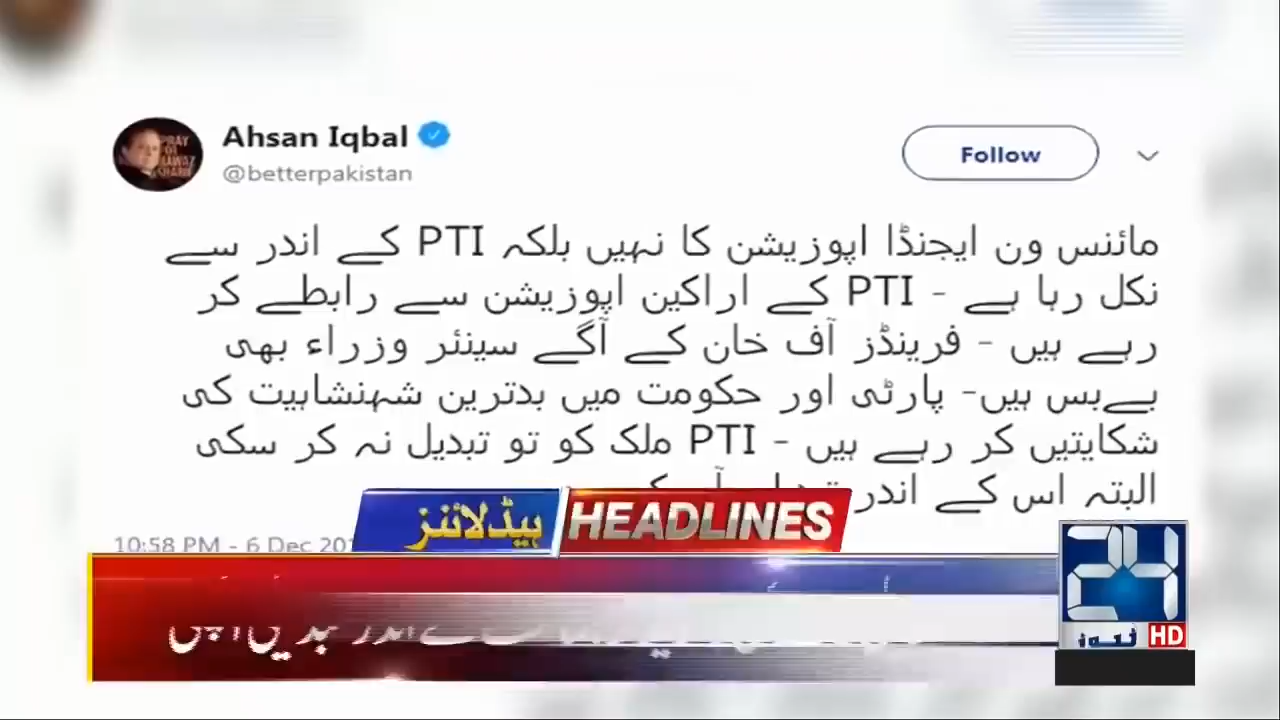 Ahsan Iqbal
@betterpakistan
Follow
مائنس ون ایجنڈا اپوزیشن کا نہیں بلکہ PTI کے اندر سے
نکل رہا ہے - PTI کے اراکین اپوزیشن سے رابطے کر
رہے ہیں - فرینڈز آف خان کے آگے سینئر وزراء بھی
بےبس ہیں- پارٹی اور حکومت میں بدترین شہنشاہیت کی
شکایتیں کر رہے ہیں - PTI ملک کو تو تبدیل نہ کر سکی
البتہ اس کے اندر
10:58 PM - 6 Dec
ہیڈلائنز HEADLINES
24
نیوز HD